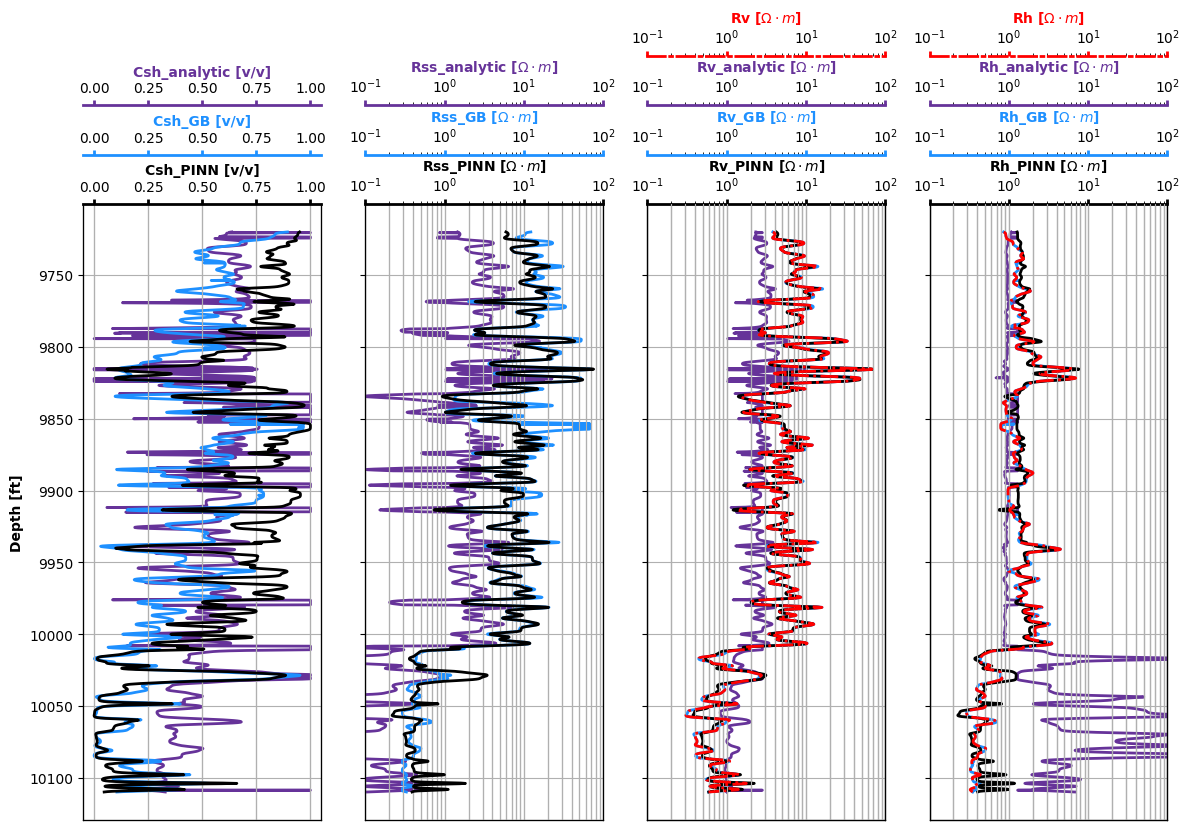 Rv [Ω · m]
Rh [Ω · m]
10⁻¹ 10⁰ 10¹ 10²
10⁻¹ 10⁰ 10¹ 10²
Csh_analytic [v/v]
Rss_analytic [Ω · m]
Rv_analytic [Ω · m]
Rh_analytic [Ω · m]
0.00 0.25 0.50 0.75 1.00
10⁻¹ 10⁰ 10¹ 10²
10⁻¹ 10⁰ 10¹ 10²
10⁻¹ 10⁰ 10¹ 10²
Csh_GB [v/v]
Rss_GB [Ω · m]
Rv_GB [Ω · m]
Rh_GB [Ω · m]
0.00 0.25 0.50 0.75 1.00
10⁻¹ 10⁰ 10¹ 10²
10⁻¹ 10⁰ 10¹ 10²
10⁻¹ 10⁰ 10¹ 10²
Csh_PINN [v/v]
Rss_PINN [Ω · m]
Rv_PINN [Ω · m]
Rh_PINN [Ω · m]
0.00 0.25 0.50 0.75 1.00
10⁻¹ 10⁰ 10¹ 10²
10⁻¹ 10⁰ 10¹ 10²
10⁻¹ 10⁰ 10¹ 10²
Depth [ft]
9750
9800
9850
9900
9950
10000
10050
10100